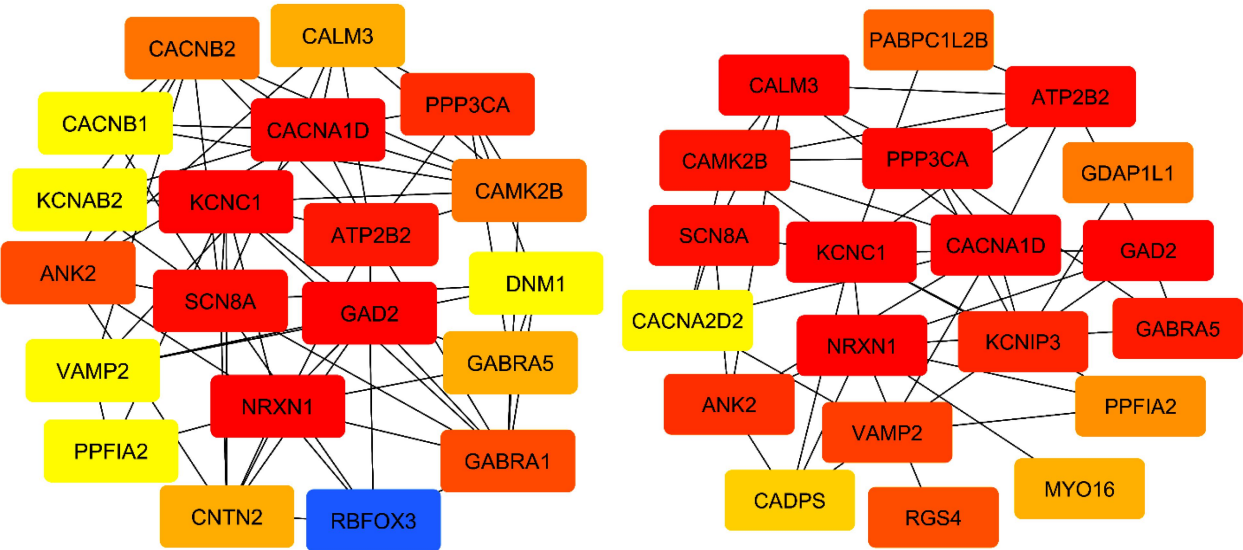 CACNB2
CALM3
PPP3CA
CACNB1
CACNA1D
KCNAB2
KCNC1
CAMK2B
ATP2B2
ANK2
SCN8A
DNM1
GAD2
VAMP2
GABRA5
NRXN1
PPFIA2
GABRA1
CNTN2
RBFOX3
PABPC1L2B
CALM3
ATP2B2
CAMK2B
PPP3CA
GDAP1L1
SCN8A
KCNC1
CACNA1D
GAD2
CACNA2D2
NRXN1
KCNIP3
GABRA5
ANK2
VAMP2
PPFIA2
CADPS
RGS4
MYO16